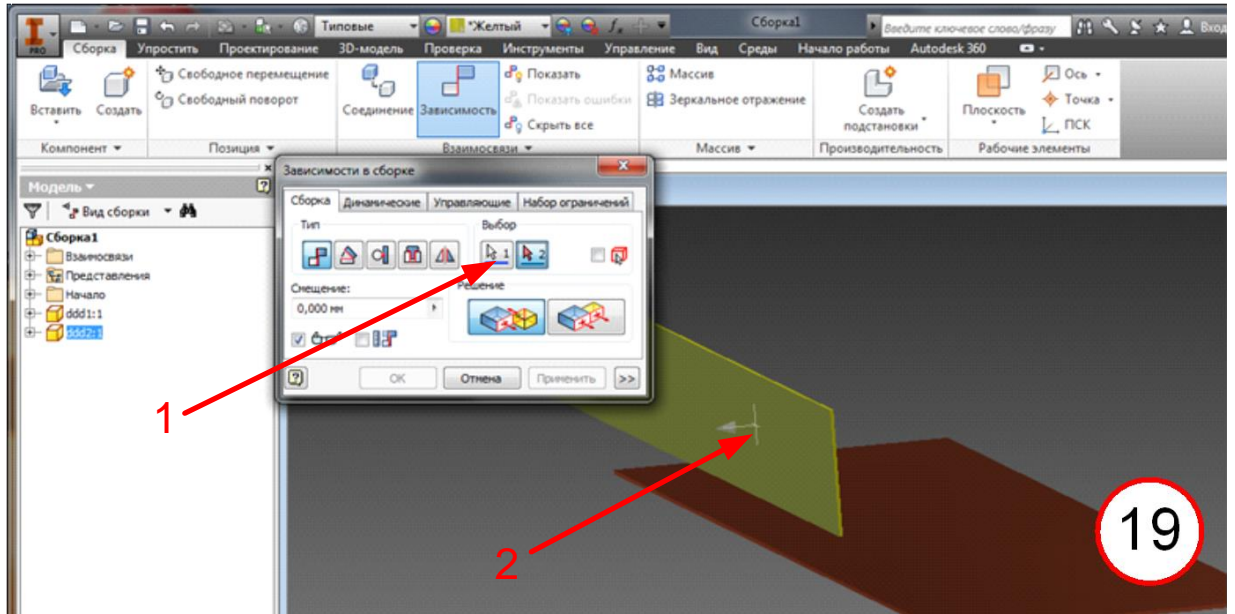 Типовые *Желтый Сборка1 Введите ключевое слово/фразу Вход
PRO Сборка Упростить Проектирование 3D-модель Проверка Инструменты Управление Вид Среды Начало работы Autodesk 360
Вставить Создать Свободное перемещение Соединение Зависимость Показать Массив Создать подстановки Плоскость Ось
Свободный поворот Показать ошибки Зеркальное отражение Точка
Скрыть все ПСК
Компонент Позиция Взаимосвязи Массив Производительность Рабочие элементы
Модель
Вид сборки
Сборка1
Взаимосвязи
Представления
Начало
ddd1:1
ddd2:1
Зависимости в сборке
Сборка Динамические Управляющие Набор ограничений
Тип Выбор
1 2
Смещение: Решение
0,000 мм
OK Отмена Применить >>
1
2
19